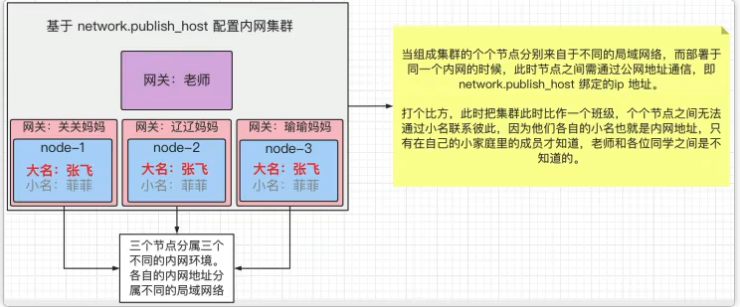 基于 network.publish_host 配置内网集群
网关：老师
网关：关关妈妈
网关：辽辽妈妈
网关：瑜瑜妈妈
node-1
大名：张飞
小名：菲菲
node-2
大名：张飞
小名：菲菲
node-3
大名：张飞
小名：菲菲
三个节点分属三个
不同的内网环境。
各自的内网地址分
属不同的局域网络
当组成集群的个个节点分别来自于不同的局域网络，而部署于
同一个内网的时候，此时节点之间需通过公网地址通信，即
network.publish_host 绑定的ip 地址。
打个比方，此时把集群此时比作一个班级，个个节点之间无法
通过小名联系彼此，因为他们各自的小名也就是内网地址，只
有在自己的小家庭里的成员才知道，老师和各位同学之间是不
知道的。